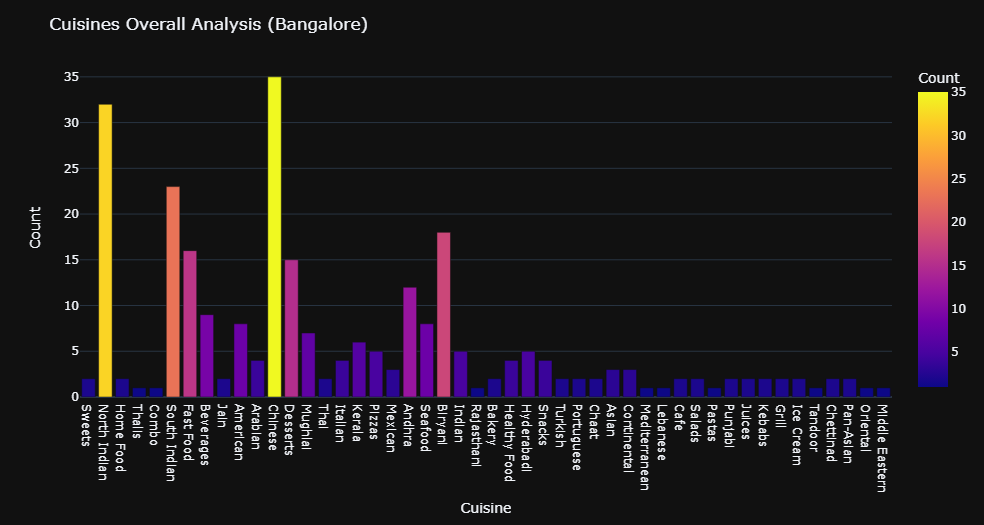 Cuisines Overall Analysis (Bangalore)
Count
35
30
25
20
15
10
5
0
Count
35
30
25
20
15
10
5
Sweets
North Indian
Home Food
Thalis
Combo
South Indian
Fast Food
Beverages
Jain
American
Arabian
Chinese
Desserts
Mughlai
Thai
Italian
Kerala
Pizzas
Mexican
Andhra
Seafood
Biryani
Indian
Rajasthani
Bakery
Healthy Food
Hyderabadi
Snacks
Turkish
Portuguese
Chaat
Asian
Continental
Mediterranean
Lebanese
Cafe
Salads
Pastas
Punjabi
Juices
Kebabs
Grill
Ice Cream
Tandoor
Chettinad
Pan-Asian
Oriental
Middle Eastern
Cuisine